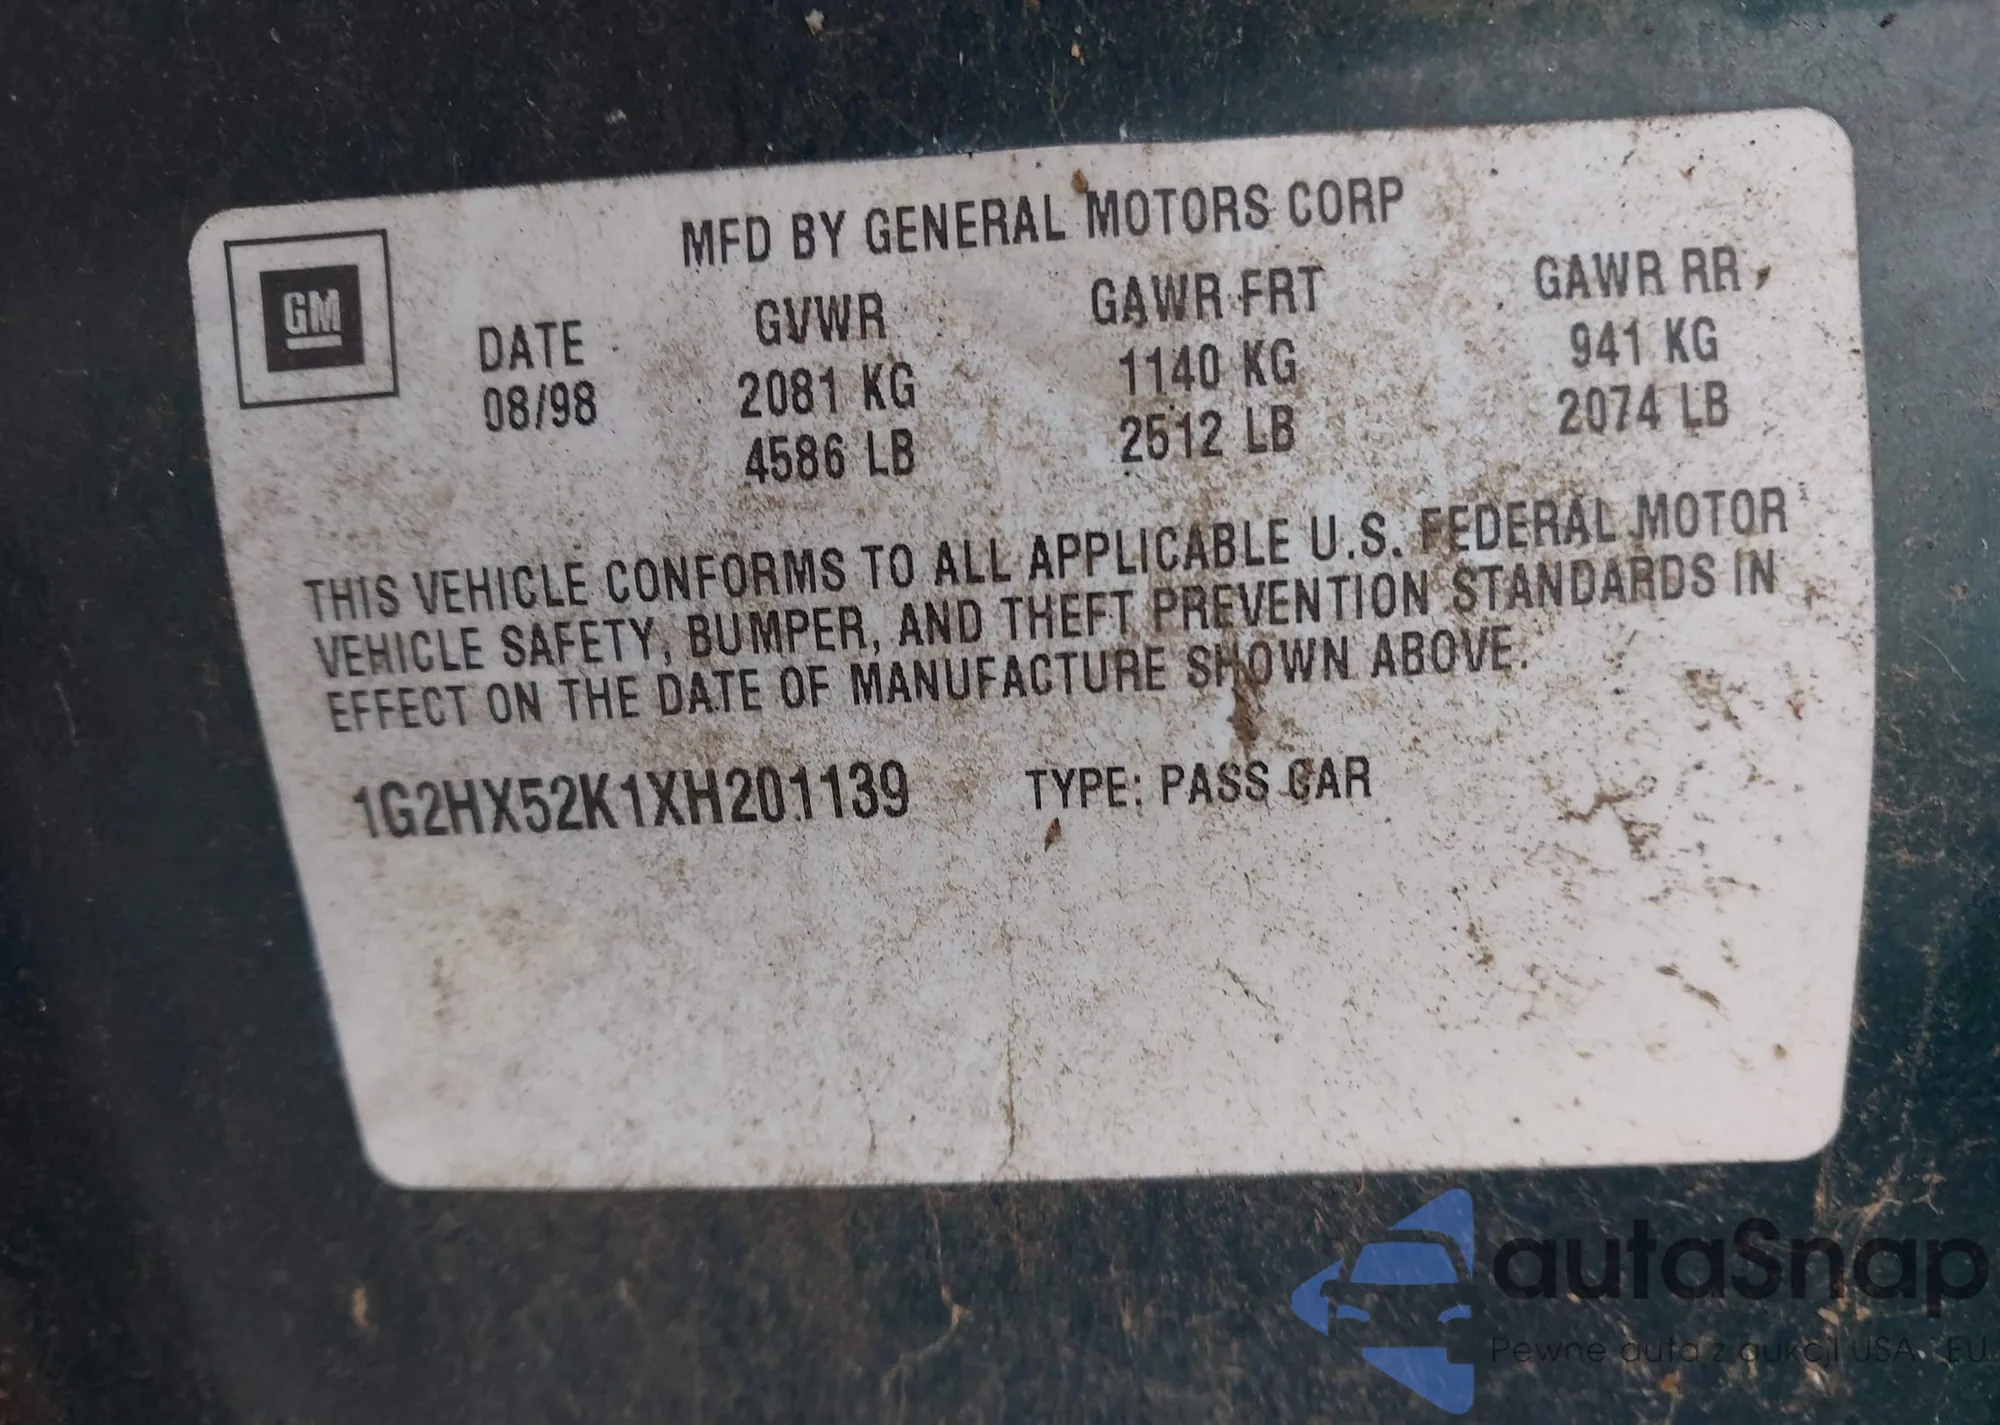 MFD BY GENERAL MOTORS CORP
GM
DATE GVWR GAWR FRT GAWR RR
08/98 2081 KG 1140 KG 941 KG
4586 LB 2512 LB 2074 LB
THIS VEHICLE CONFORMS TO ALL APPLICABLE U.S. FEDERAL MOTOR
VEHICLE SAFETY, BUMPER, AND THEFT PREVENTION STANDARDS IN
EFFECT ON THE DATE OF MANUFACTURE SHOWN ABOVE.
1G2HX52K1XH201139 TYPE: PASS CAR
autaSnap
Pewne auta z aukcji USA i EU